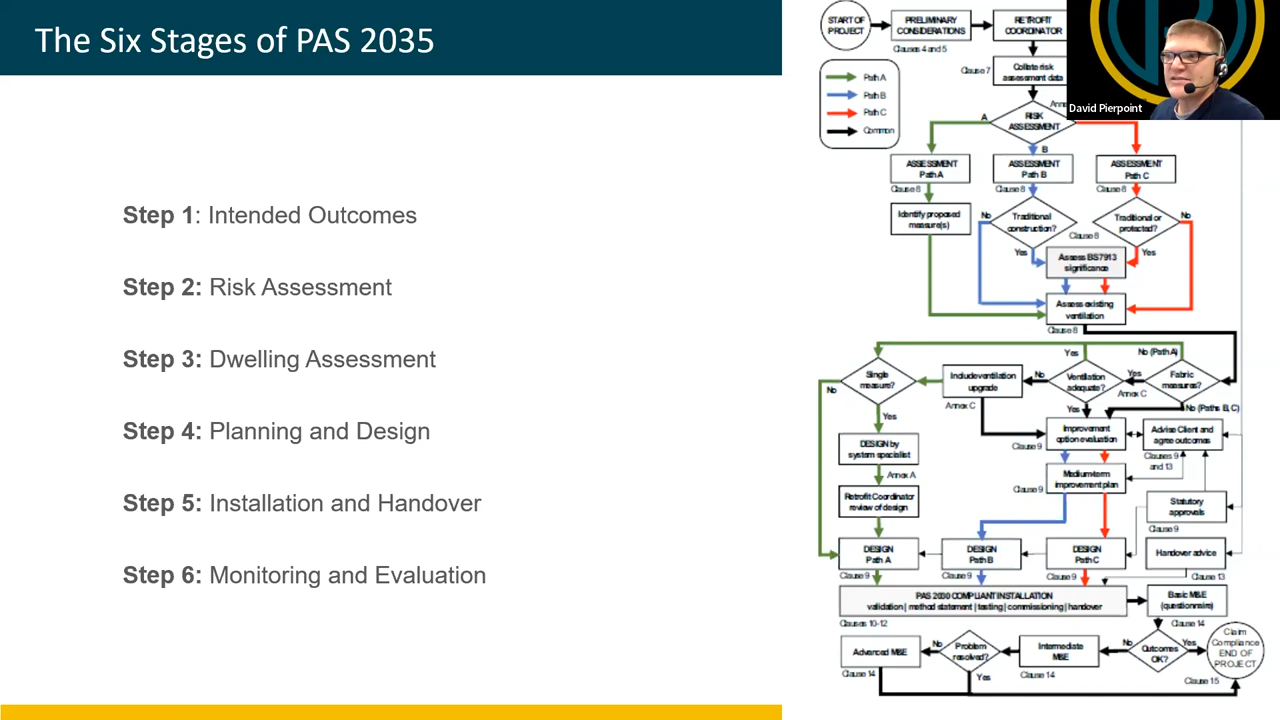 The Six Stages of PAS 2035
Step 1: Intended Outcomes
Step 2: Risk Assessment
Step 3: Dwelling Assessment
Step 4: Planning and Design
Step 5: Installation and Handover
Step 6: Monitoring and Evaluation
START OF
PROJECT
PRELIMINARY
CONSIDERATIONS
RETROFIT
COORDINATOR
Clauses 4 and 5
Path A
Path B
Path C
Common
Clause 7
Collate risk
assessment data
David Pierpoint
A
RISK
ASSESSMENT
B
ASSESSMENT
Path A
ASSESSMENT
Path B
ASSESSMENT
Path C
Clause 8
Clause 8
Clause 8
Identify proposed
measure(s)
No
Traditional
construction?
Traditional or
protected?
No
Clause 8
Yes
Yes
Assess BS7913
significance
Assess existing
ventilation
Clause 8
Yes
No (Path A)
Single
measure?
No
Include ventilation
upgrade
No
Ventilation
adequate?
Yes
Fabric
measures?
Annex C
Annex C
Yes
Yes
No (Paths B, C)
DESIGN by
system specialist
Clause 9
Improvement
option evaluation
Advise Client and
agree outcomes
Clauses 9
and 13
Annex A
Clause 9
Medium-term
improvement plan
Retrofit Coordinator
review of design
Statutory
approvals
Clause 9
DESIGN
Path A
DESIGN
Path B
DESIGN
Path C
Handover advice
Clause 9
Clause 9
Clause 9
Clause 13
PAS 2030 COMPLIANT INSTALLATION
validation | method statement | testing | commissioning | handover
Basic M&E
(questionnaire)
Clauses 10-12
Clause 14
Advanced M&E
No
Problem
resolved?
Intermediate
M&E
No
Outcomes
OK?
Yes
Claim
Compliance
END OF
PROJECT
Clause 14
Yes
Clause 14
Clause 15